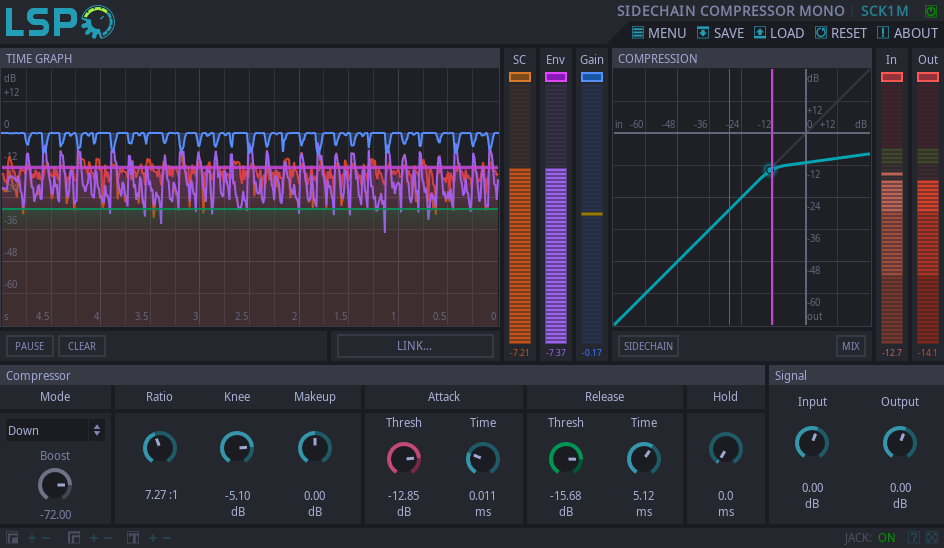 LSP
SIDECHAIN COMPRESSOR MONO SCK1M
MENU SAVE LOAD RESET ABOUT
TIME GRAPH
dB
+12
0
-12
-36
-48
-60
s 4.5 4 3.5 3 2.5 2 1.5 1 0.5 0
PAUSE CLEAR LINK...
SC Env Gain
-7.21 -7.37 -0.17
COMPRESSION
dB
+12
in -60 -48 -36 -24 -12 0 +12 dB
-12
-24
-36
-48
-60
out
SIDECHAIN MIX
In Out
-12.7 -14.1
Compressor
Mode
Down
Boost
-72.00
Ratio Knee Makeup
7.27 :1 -5.10 0.00
dB dB
Attack
Thresh Time
-12.85 0.011
dB ms
Release
Thresh Time
-15.68 5.12
dB ms
Hold
0.0
ms
Signal
Input Output
0.00 0.00
dB dB
JACK: ON